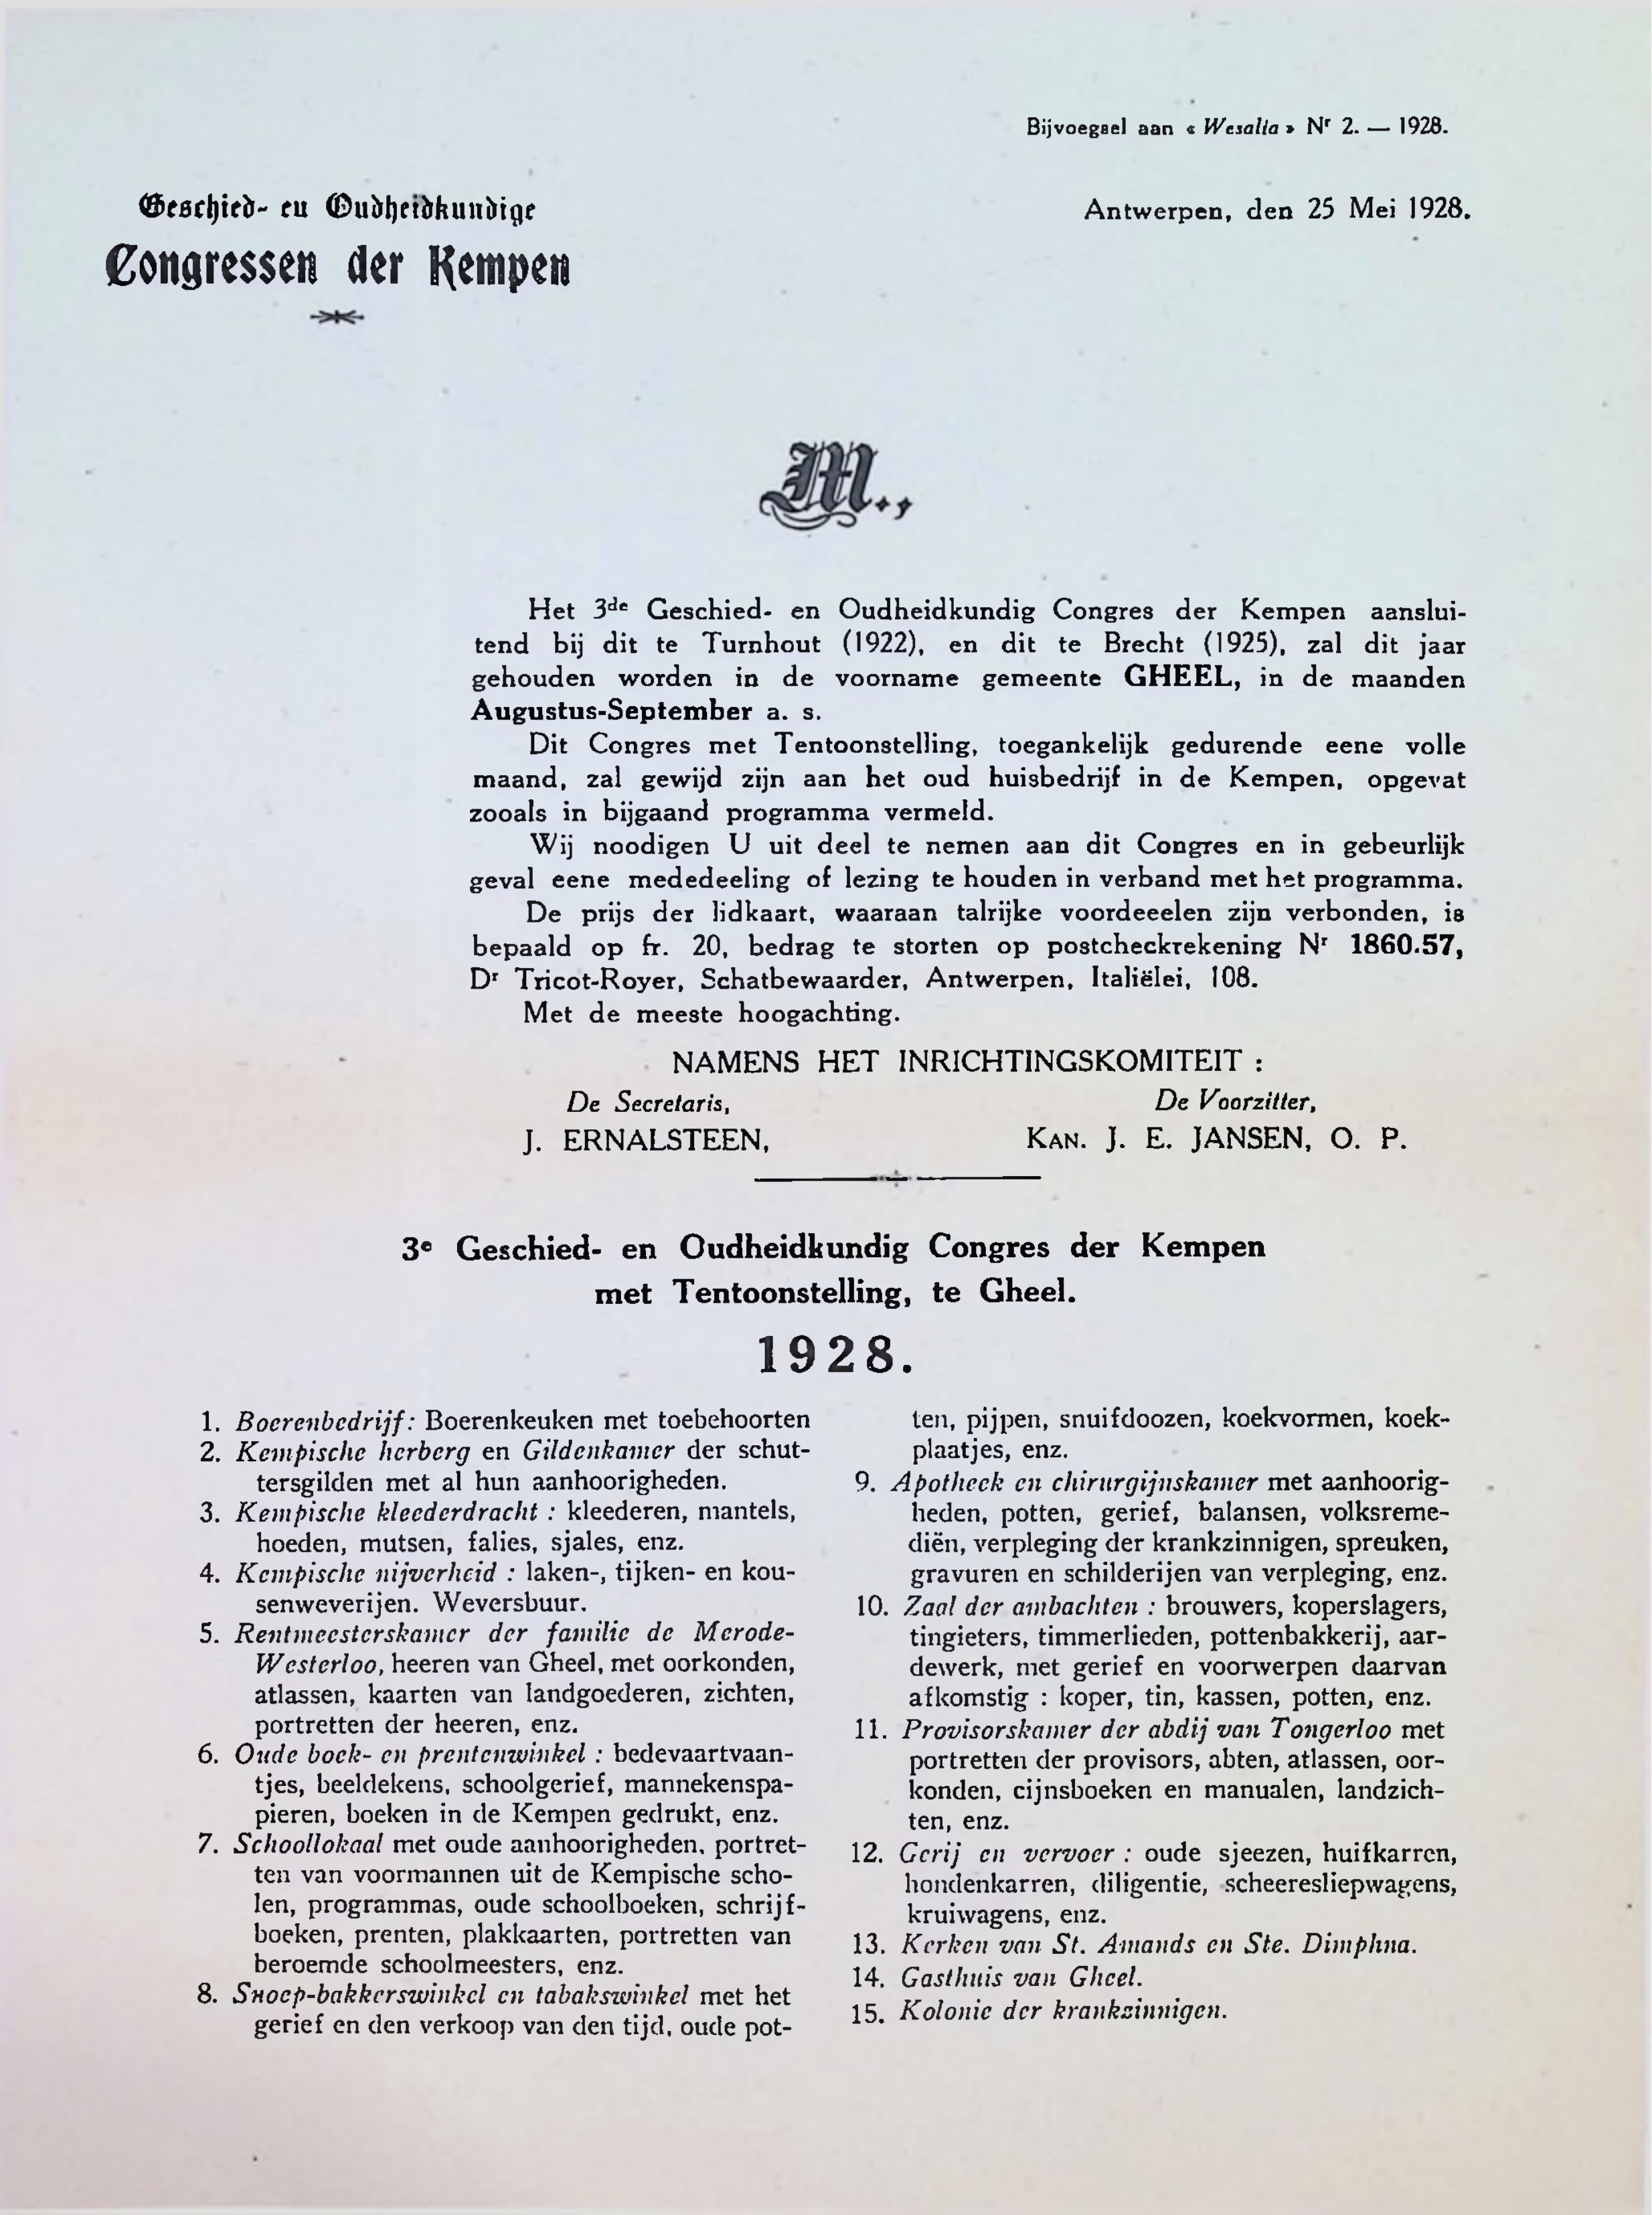 Bijvoegsel aan « Wesalia » Nr 2. — 1928.
Geschied- en Oudheidkundige
Congressen der Kempen
Antwerpen, den 25 Mei 1928.
M.,
Het 3de Geschied- en Oudheidkundig Congres der Kempen aanslui-
tend bij dit te Turnhout (1922), en dit te Brecht (1925), zal dit jaar
gehouden worden in de voorname gemeente GHEEL, in de maanden
Augustus-September a. s.
Dit Congres met Tentoonstelling, toegankelijk gedurende eene volle
maand, zal gewijd zijn aan het oud huisbedrijf in de Kempen, opgevat
zooals in bijgaand programma vermeld.
Wij noodigen U uit deel te nemen aan dit Congres en in gebeurlijk
geval eene mededeeling of lezing te houden in verband met het programma.
De prijs der lidkaart, waaraan talrijke voordeeelen zijn verbonden, is
bepaald op fr. 20, bedrag te storten op postcheckrekening Nr 1860.57,
Dr Tricot-Royer, Schatbewaarder, Antwerpen, Italiëlei, 108.
Met de meeste hoogachting.
NAMENS HET INRICHTINGSKOMITEIT :
De Secretaris,
J. ERNALSTEEN,
De Voorzitter,
KAN. J. E. JANSEN, O. P.
3e Geschied- en Oudheidkundig Congres der Kempen
met Tentoonstelling, te Gheel.
1928.
1. Boerenbedrijf: Boerenkeuken met toebehoorten
2. Kempische herberg en Gildenkamer der schut-
tersgilden met al hun aanhoorigheden.
3. Kempische kleederdracht : kleederen, mantels,
hoeden, mutsen, falies, sjales, enz.
4. Kempische nijverheid : laken-, tijken- en kou-
senweverijen. Weversbuur.
5. Rentmeesterskamer der familie de Merode-
Westerloo, heeren van Gheel, met oorkonden,
atlassen, kaarten van landgoederen, zichten,
portretten der heeren, enz.
6. Oude boek- en prentenwinkel : bedevaartvaan-
tjes, beeldekens, schoolgerief, mannekenspa-
pieren, boeken in de Kempen gedrukt, enz.
7. Schoollokaal met oude aanhoorigheden, portret-
ten van voormannen uit de Kempische scho-
len, programmas, oude schoolboeken, schrijf-
boeken, prenten, plakkaarten, portretten van
beroemde schoolmeesters, enz.
8. Snoep-bakkerswinkel en tabakswinkel met het
gerief en den verkoop van den tijd, oude pot-
ten, pijpen, snuifdoozen, koekvormen, koek-
plaatjes, enz.
9. Apotheek en chirurgijnskamer met aanhoorig-
heden, potten, gerief, balansen, volksreme-
diën, verpleging der krankzinnigen, spreuken,
gravuren en schilderijen van verpleging, enz.
10. Zaal der ambachten : brouwers, koperslagers,
tingieters, timmerlieden, pottenbakkerij, aar-
dewerk, met gerief en voorwerpen daarvan
afkomstig : koper, tin, kassen, potten, enz.
11. Provisorskamer der abdij van Tongerloo met
portretten der provisors, abten, atlassen, oor-
konden, cijnsboeken en manualen, landzich-
ten, enz.
12. Gerij en vervoer : oude sjeezen, huifkarren,
hondenkarren, diligentie, scheeresliepwagens,
kruiwagens, enz.
13. Kerken van St. Amands en Ste. Dimphna.
14. Gasthuis van Gheel.
15. Kolonie der krankzinnigen.